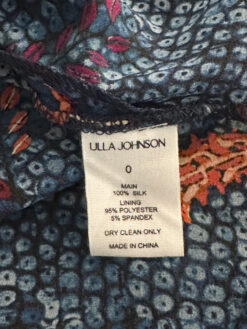 ULLA JOHNSON
0
MAIN
100% SILK
LINING
95% POLYESTER
5% SPANDEX
DRY CLEAN ONLY
MADE IN CHINA